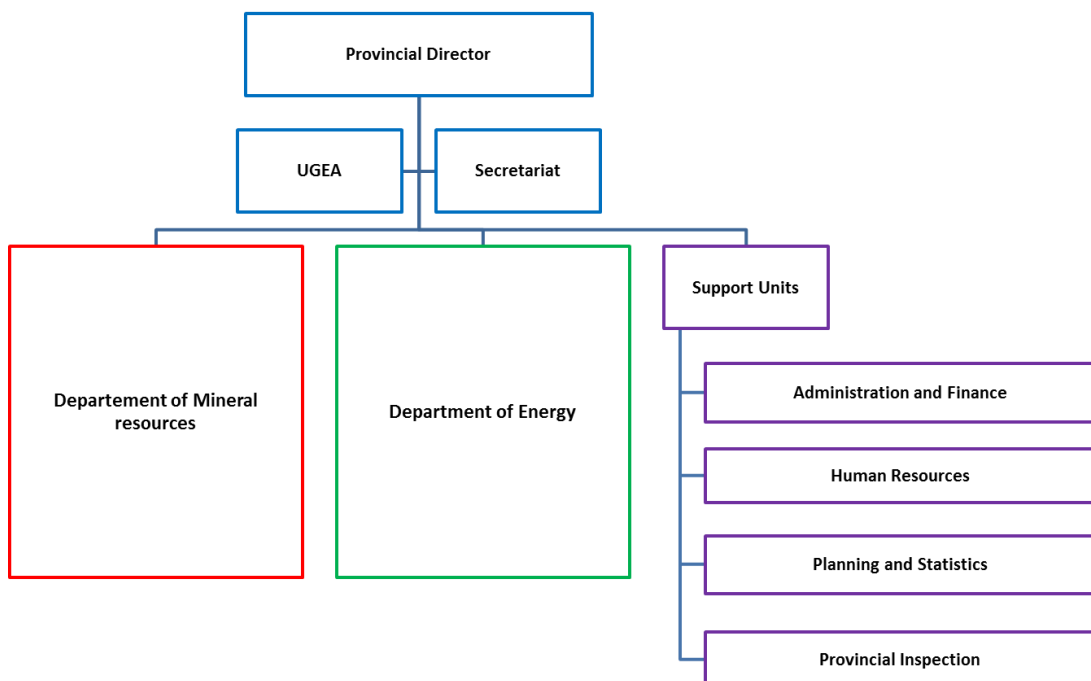 Provincial Director
UGEA
Secretariat
Departement of Mineral
resources
Department of Energy
Support Units
Administration and Finance
Human Resources
Planning and Statistics
Provincial Inspection